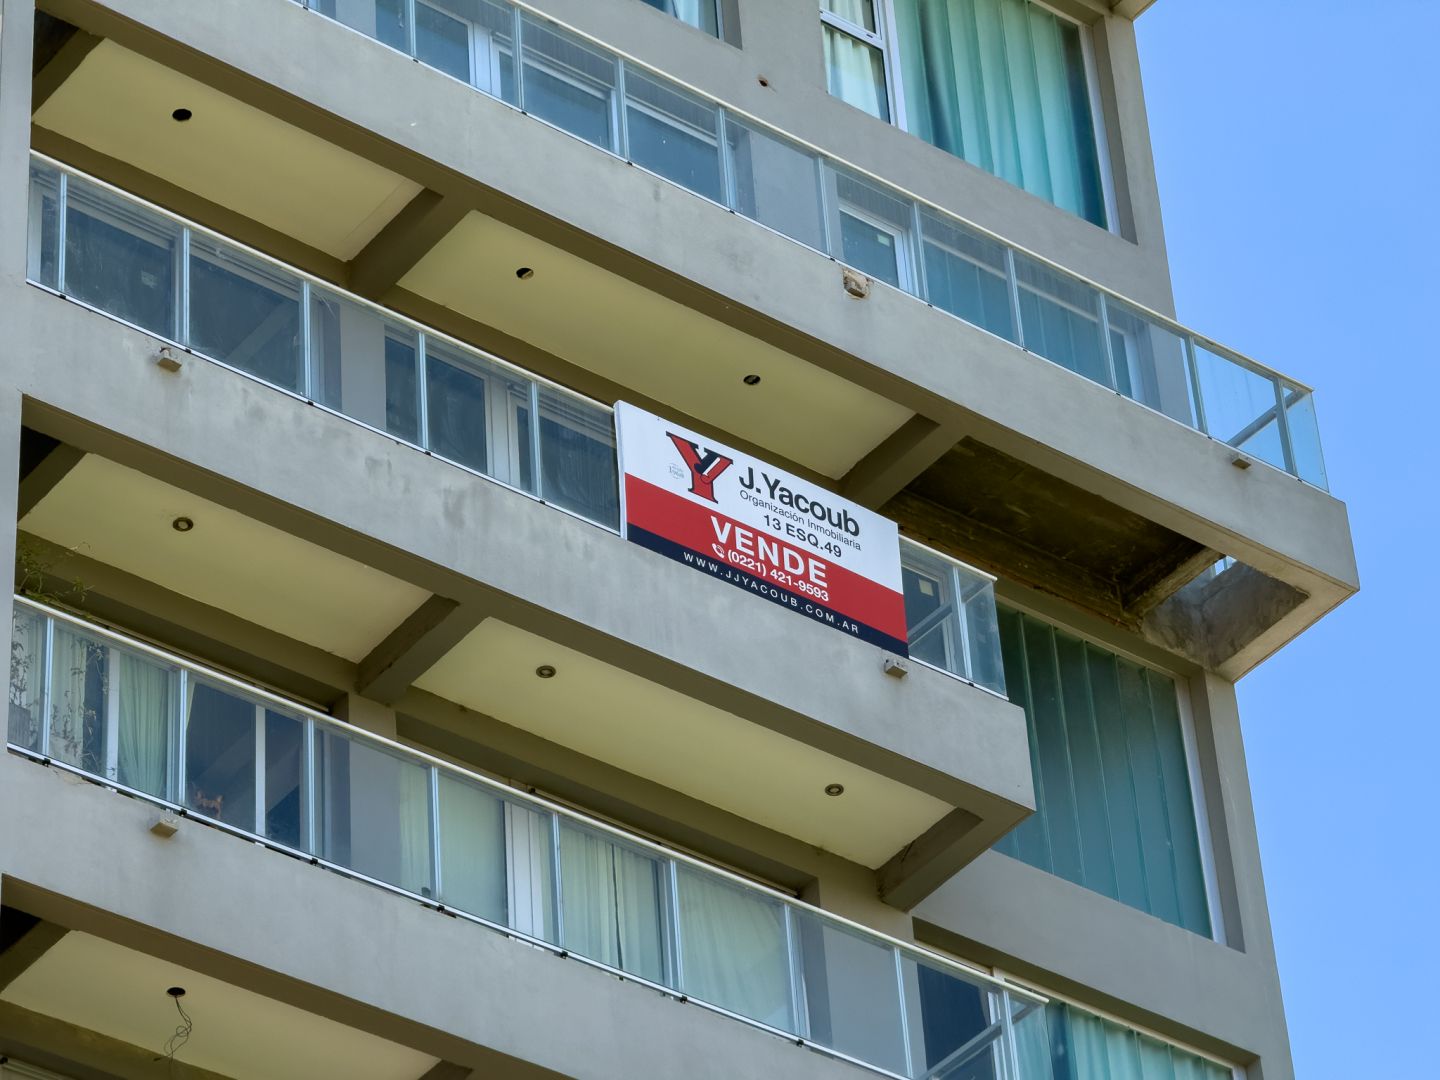 J.Yacoub
Organización Inmobiliaria
13 ESQ.49
VENDE
(0221) 421-9593
WWW.JJYACOUB.COM.AR